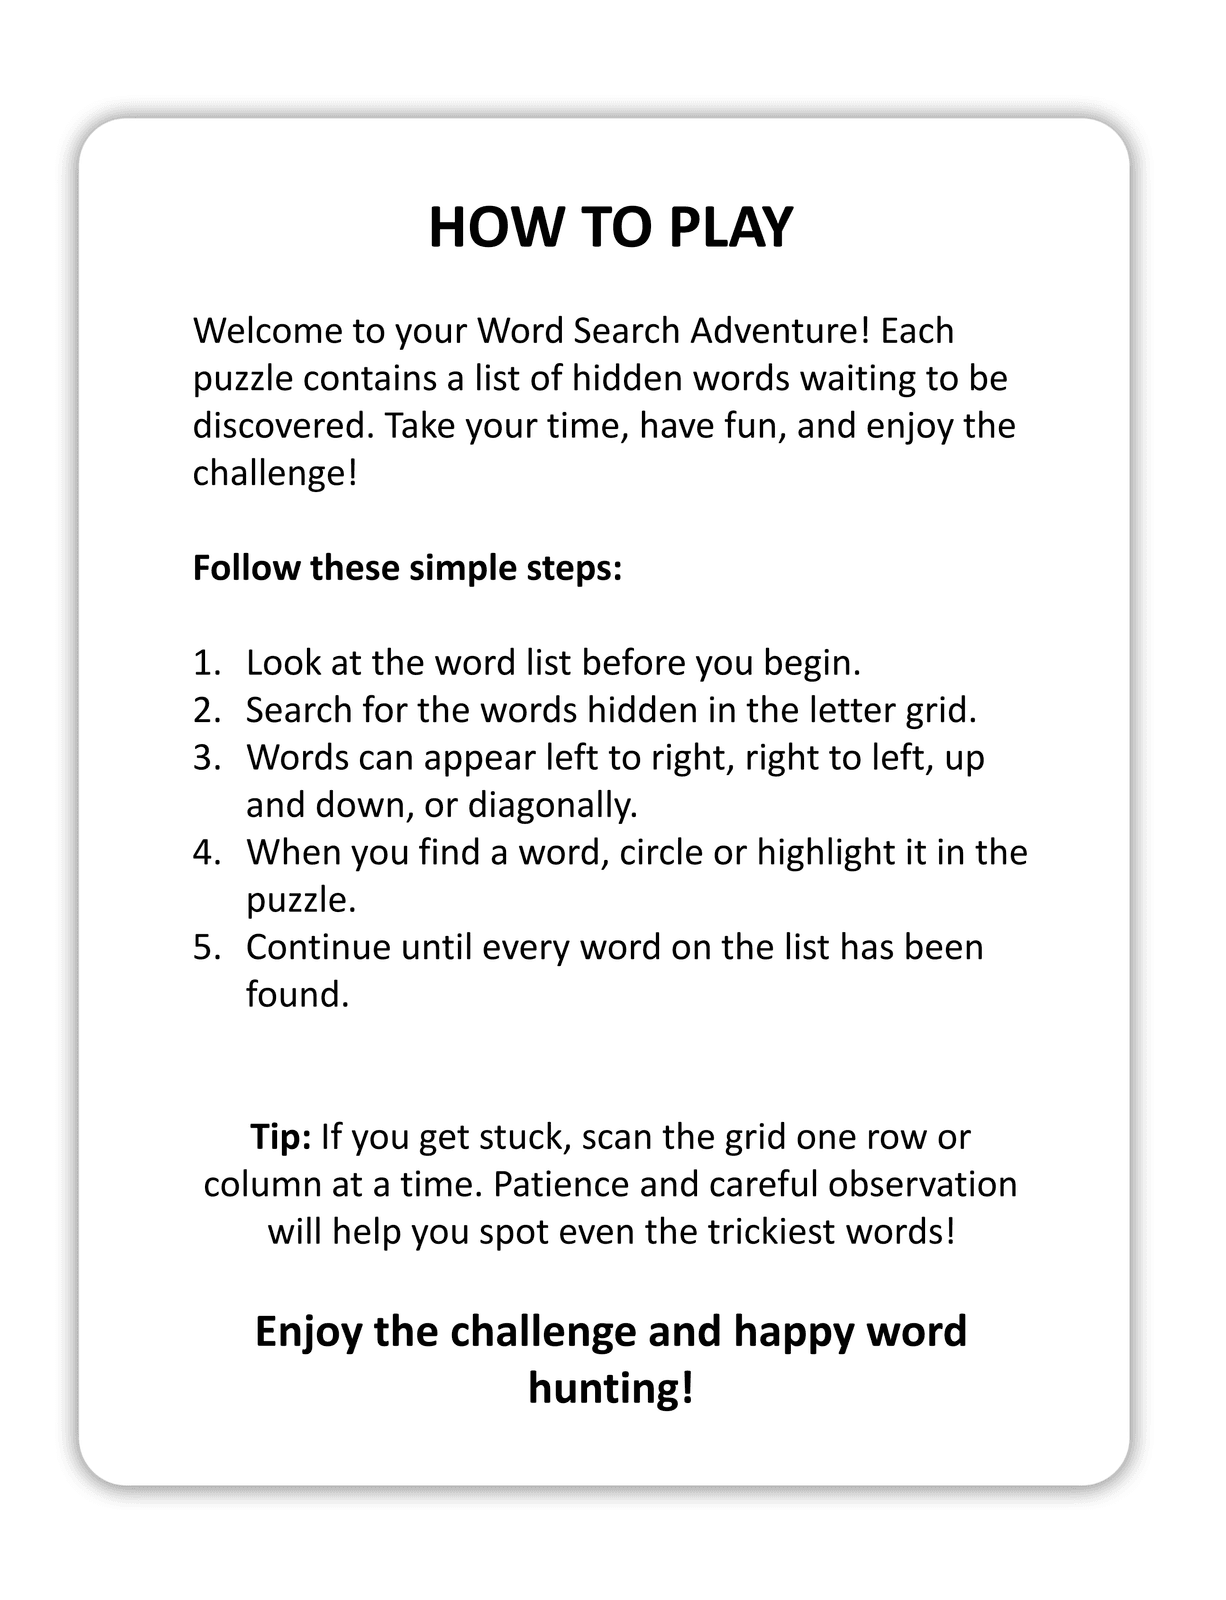 HOW TO PLAY
Welcome to your Word Search Adventure! Each
puzzle contains a list of hidden words waiting to be
discovered. Take your time, have fun, and enjoy the
challenge!
Follow these simple steps:
1. Look at the word list before you begin.
2. Search for the words hidden in the letter grid.
3. Words can appear left to right, right to left, up
and down, or diagonally.
4. When you find a word, circle or highlight it in the
puzzle.
5. Continue until every word on the list has been
found.
Tip: If you get stuck, scan the grid one row or
column at a time. Patience and careful observation
will help you spot even the trickiest words!
Enjoy the challenge and happy word
hunting!